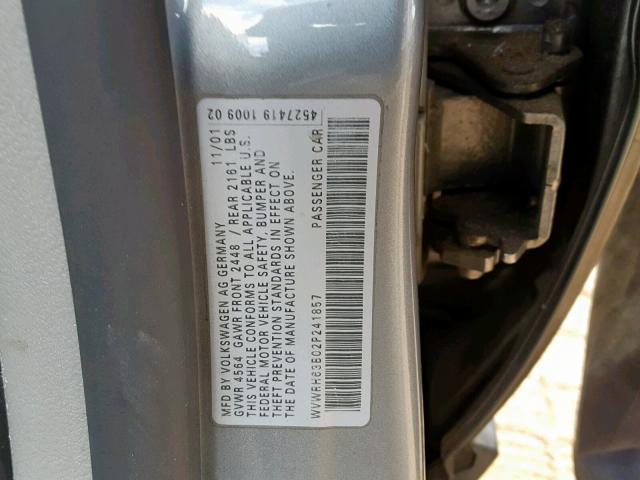 MFD BY VOLKSWAGEN AG GERMANY 11/01
GVWR 4564 GAWR FRONT 2448 / REAR 2161 LBS
THIS VEHICLE CONFORMS TO ALL APPLICABLE U.S.
FEDERAL MOTOR VEHICLE SAFETY, BUMPER AND
THEFT PREVENTION STANDARDS IN EFFECT ON
THE DATE OF MANUFACTURE SHOWN ABOVE.
WVWRH63B02P241857 PASSENGER CAR
4527419 1009 02